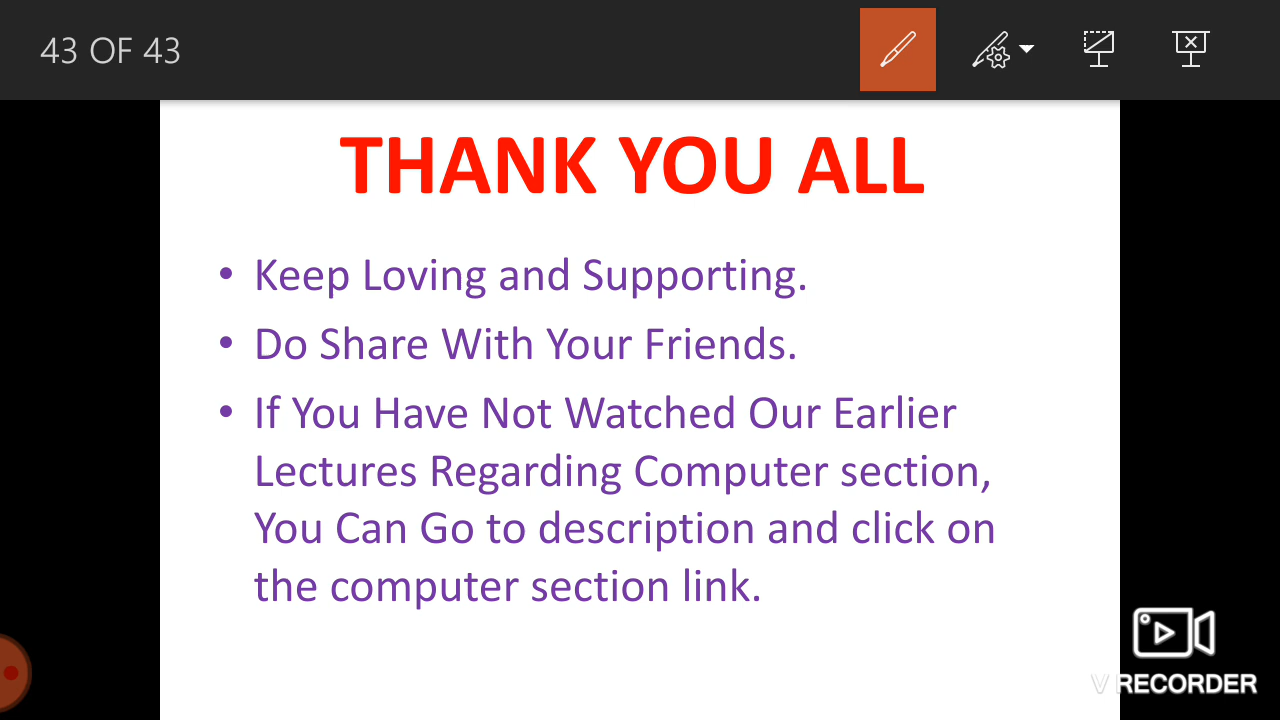 43 OF 43
THANK YOU ALL
• Keep Loving and Supporting.
• Do Share With Your Friends.
• If You Have Not Watched Our Earlier
Lectures Regarding Computer section,
You Can Go to description and click on
the computer section link.
V RECORDER